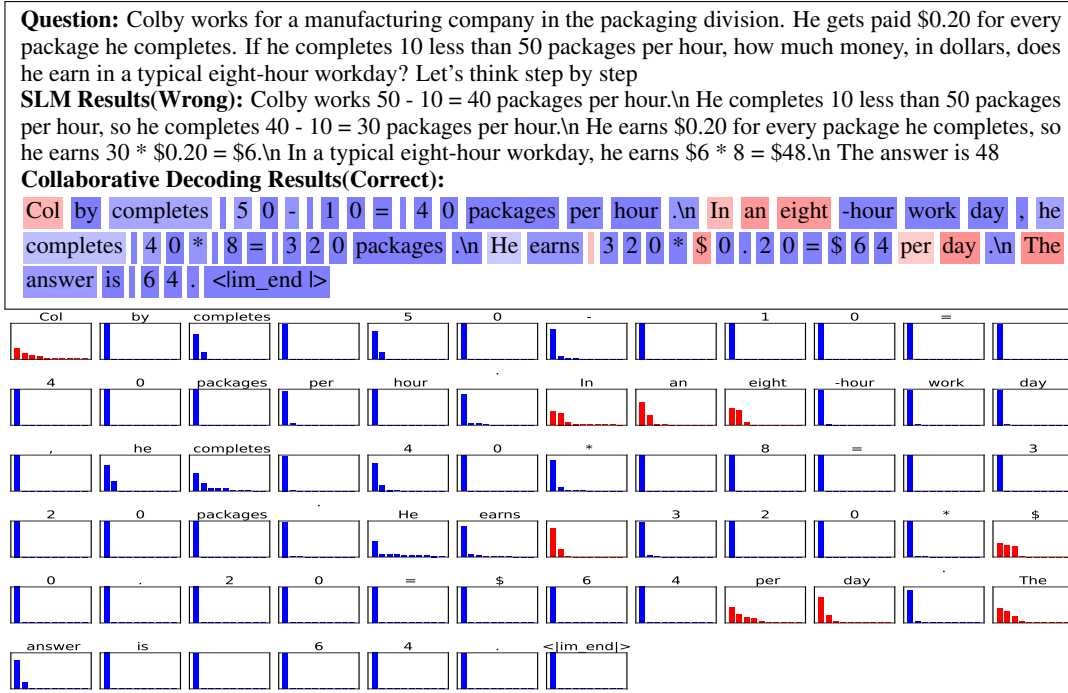 Question: Colby works for a manufacturing company in the packaging division. He gets paid $0.20 for every
package he completes. If he completes 10 less than 50 packages per hour, how much money, in dollars, does
he earn in a typical eight-hour workday? Let's think step by step
SLM Results(Wrong): Colby works 50 - 10 = 40 packages per hour.\n He completes 10 less than 50 packages
per hour, so he completes 40 - 10 = 30 packages per hour.\n He earns $0.20 for every package he completes, so
he earns 30 * $0.20 = $6.\n In a typical eight-hour workday, he earns $6 * 8 = $48.\n The answer is 48
Collaborative Decoding Results(Correct):
Col by completes 5 0 - 1 0 = 4 0 packages per hour .\n In an eight -hour work day , he
completes 4 0 * 8 = 3 2 0 packages .\n He earns 3 2 0 * $ 0 . 2 0 = $ 6 4 per day .\n The
answer is 6 4 . <|im_end |>
Col by completes 5 0 - 1 0 =
4 0 packages per hour . In an eight -hour work day
, he completes 4 0 * 8 = 3
2 0 packages . He earns 3 2 0 * $
0 . 2 0 = $ 6 4 per day . The
answer is 6 4 . <|im_end|>